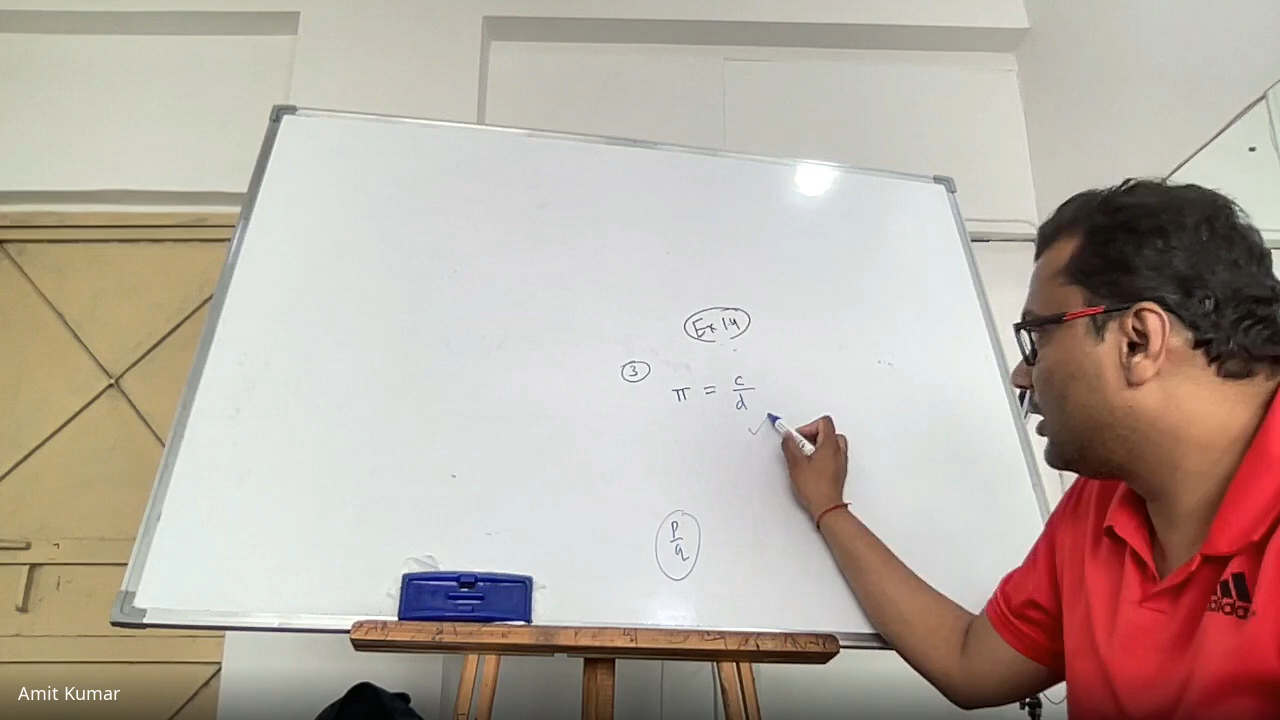 Ex 1.4
3
π = c/d
p/q
adidas
Amit Kumar